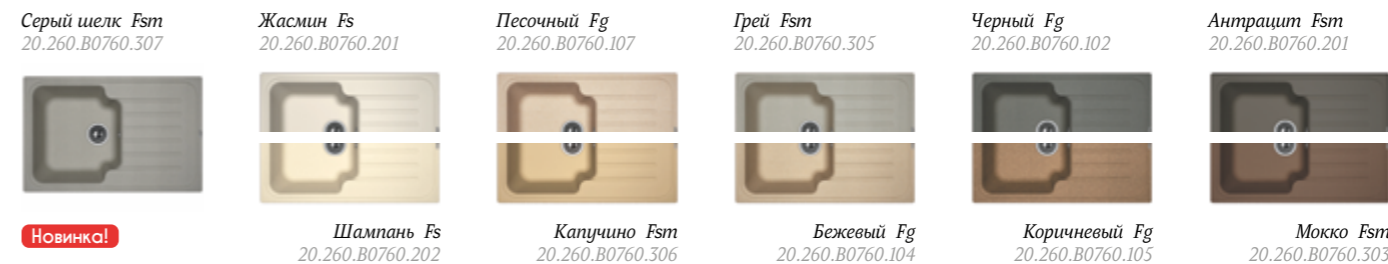 Серый шелк Fsm
20.260.B0760.307
Жасмин Fs
20.260.B0760.201
Песочный Fg
20.260.B0760.107
Грей Fsm
20.260.B0760.305
Черный Fg
20.260.B0760.102
Антрацит Fsm
20.260.B0760.201
Новинка!
Шампань Fs
20.260.B0760.202
Капучино Fsm
20.260.B0760.306
Бежевый Fg
20.260.B0760.104
Коричневый Fg
20.260.B0760.105
Мокко Fsm
20.260.B0760.303